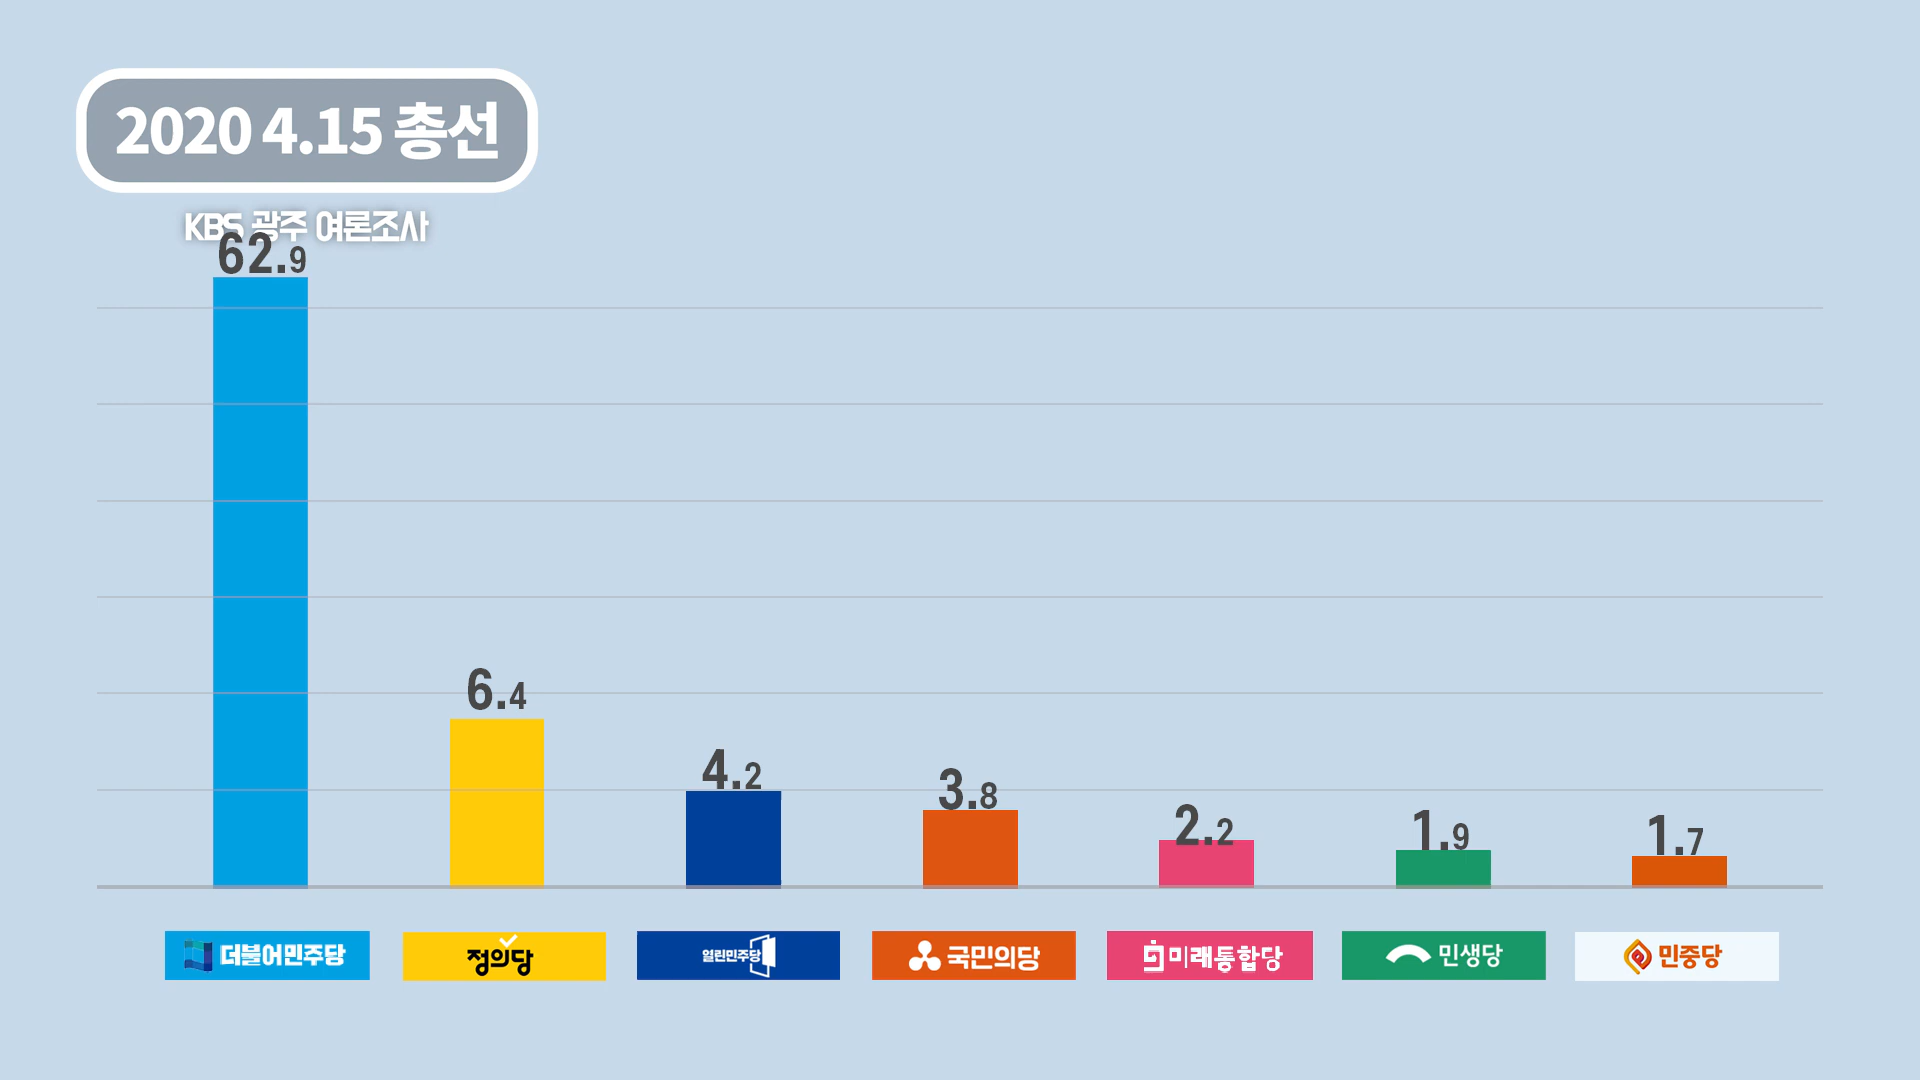 2020 4.15 총선
KBS 광주 여론조사
62.9
6.4
4.2
3.8
2.2
1.9
1.7
더불어민주당
정의당
열린민주당
국민의당
미래통합당
민생당
민중당